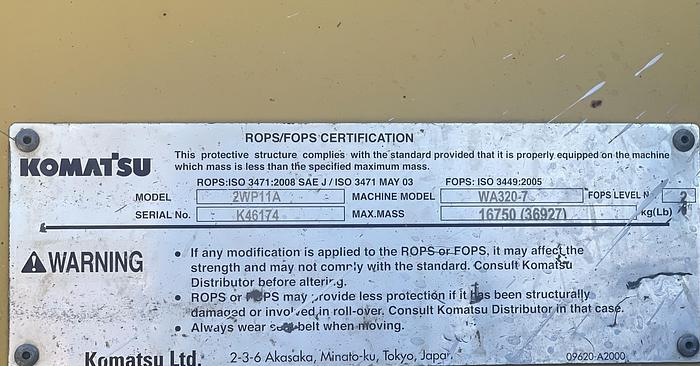 ROPS/FOPS CERTIFICATION
KOMATSU
This protective structure complies with the standard provided that it is properly equipped on the machine
which mass is less than the specified maximum mass.
ROPS:ISO 3471:2008 SAE J / ISO 3471 MAY 03 FOPS: ISO 3449:2005
MODEL 2WP11A MACHINE MODEL WA320-7 FOPS LEVEL 2
SERIAL No. K46174 MAX.MASS 16750 (36927) kg(Lb)
WARNING
• If any modification is applied to the ROPS or FOPS, it may affect the
strength and may not comply with the standard. Consult Komatsu
Distributor before altering.
• ROPS or FOPS may provide less protection if it has been structurally
damaged or involved in roll-over. Consult Komatsu Distributor in that case.
• Always wear seat belt when moving.
Komatsu Ltd. 2-3-6 Akasaka, Minato-ku, Tokyo, Japan 09620-A2000